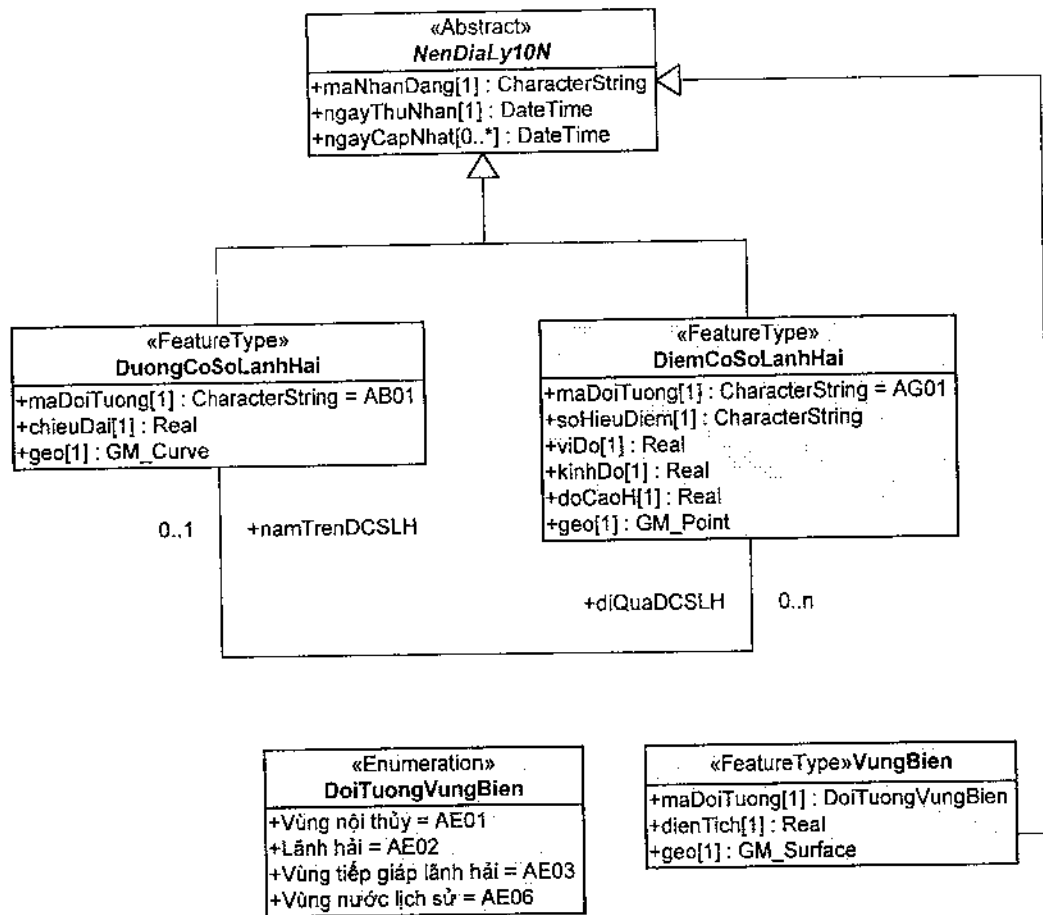 «Abstract»
NenDiaLy10N
+maNhanDang[1] : CharacterString
+ngayThuNhan[1] : DateTime
+ngayCapNhat[0..*] : DateTime
«FeatureType»
DuongCoSoLanhHai
+maDoiTuong[1] : CharacterString = AB01
+chieuDai[1] : Real
+geo[1] : GM_Curve
«FeatureType»
DiemCoSoLanhHai
+maDoiTuong[1] : CharacterString = AG01
+soHieuDiem[1] : CharacterString
+viDo[1] : Real
+kinhDo[1] : Real
+doCaoH[1] : Real
+geo[1] : GM_Point
0..1 +namTrenDCSLH
+diQuaDCSLH 0..n
«Enumeration»
DoiTuongVungBien
+Vùng nội thủy = AE01
+Lãnh hải = AE02
+Vùng tiếp giáp lãnh hải = AE03
+Vùng nước lịch sử = AE06
«FeatureType»VungBien
+maDoiTuong[1] : DoiTuongVungBien
+dienTich[1] : Real
+geo[1] : GM_Surface